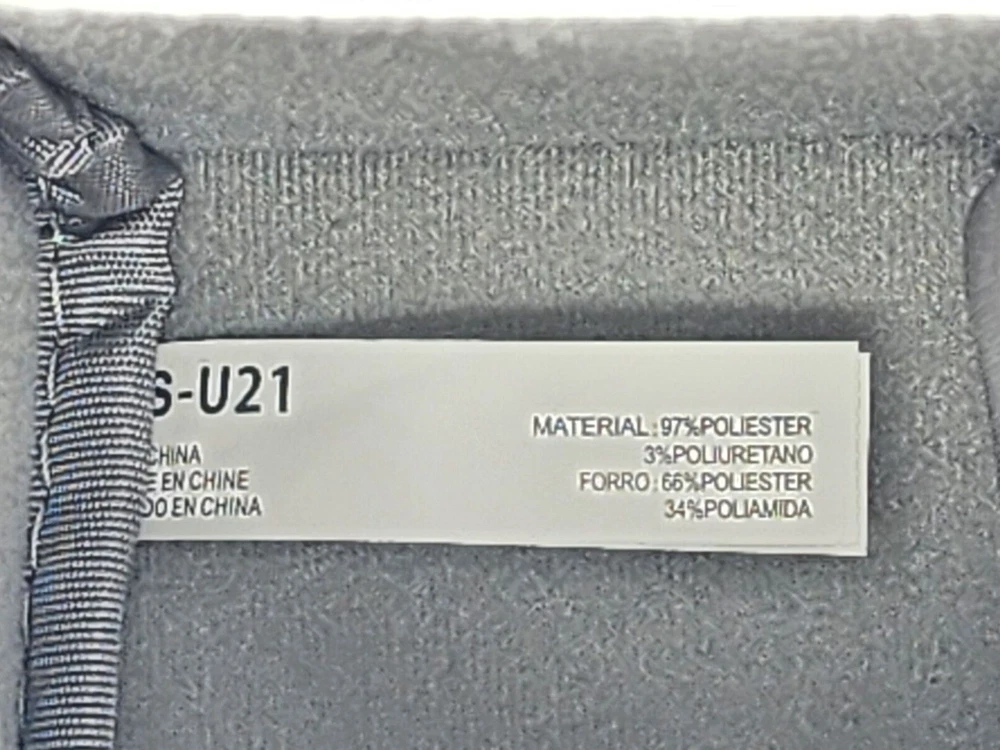 S-U21
CHINA
EN CHINE
DO EN CHINA
MATERIAL:97%POLIESTER
3%POLIURETANO
FORRO:66%POLIESTER
34%POLIAMIDA